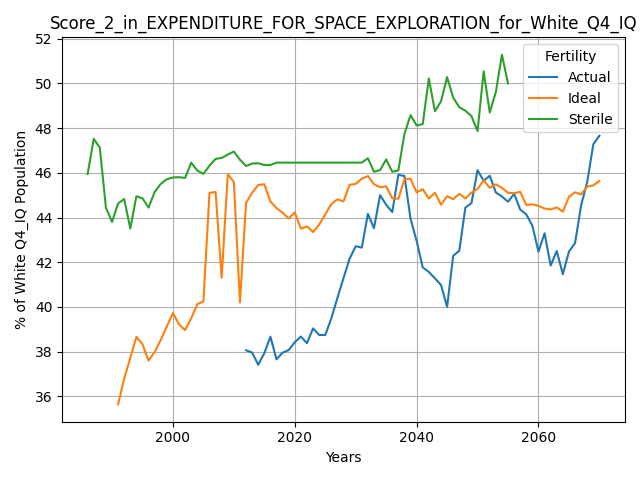 Score_2_in_EXPENDITURE_FOR_SPACE_EXPLORATION_for_White_Q4_IQ
52
50
48
46
44
42
40
38
36
% of White Q4_IQ Population
Fertility
Actual
Ideal
Sterile
2000 2020 2040 2060
Years